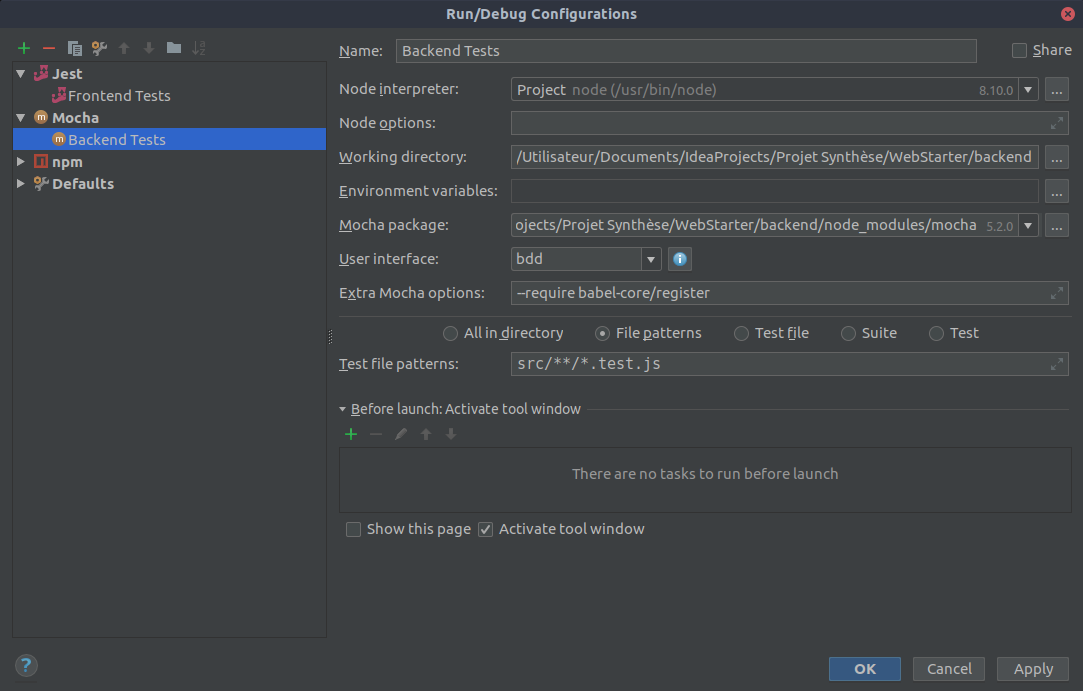 Run/Debug Configurations
Jest
Frontend Tests
Mocha
Backend Tests
npm
Defaults
Name: Backend Tests Share
Node interpreter: Project node (/usr/bin/node) 8.10.0 ...
Node options:
Working directory: /Utilisateur/Documents/IdeaProjects/Projet Synthèse/WebStarter/backend ...
Environment variables: ...
Mocha package: ojects/Projet Synthèse/WebStarter/backend/node_modules/mocha 5.2.0 ...
User interface: bdd
Extra Mocha options: --require babel-core/register
All in directory File patterns Test file Suite Test
Test file patterns: src/**/*.test.js
Before launch: Activate tool window
There are no tasks to run before launch
Show this page Activate tool window
? OK Cancel Apply